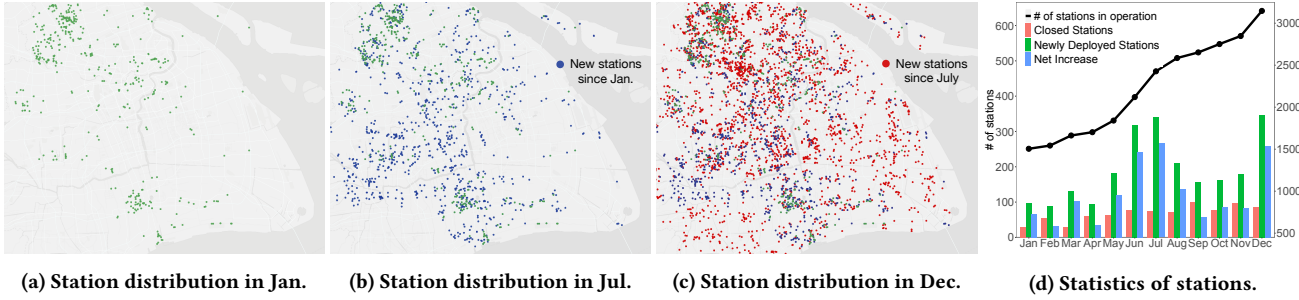 New stations
since Jan.
New stations
since July
# of stations in operation
Closed Stations
Newly Deployed Stations
Net Increase
# of stations
600
500
400
300
200
100
0
3000
2500
2000
1500
1000
500
Jan Feb Mar Apr May Jun Jul Aug Sep Oct Nov Dec
(a) Station distribution in Jan.
(b) Station distribution in Jul.
(c) Station distribution in Dec.
(d) Statistics of stations.